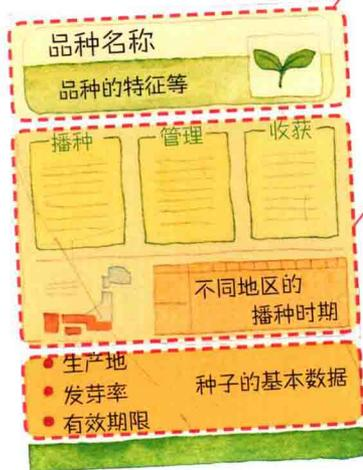 品种名称
品种的特征等
播种 管理 收获
不同地区的
播种时期
生产地
发芽率
有效期限
种子的基本数据